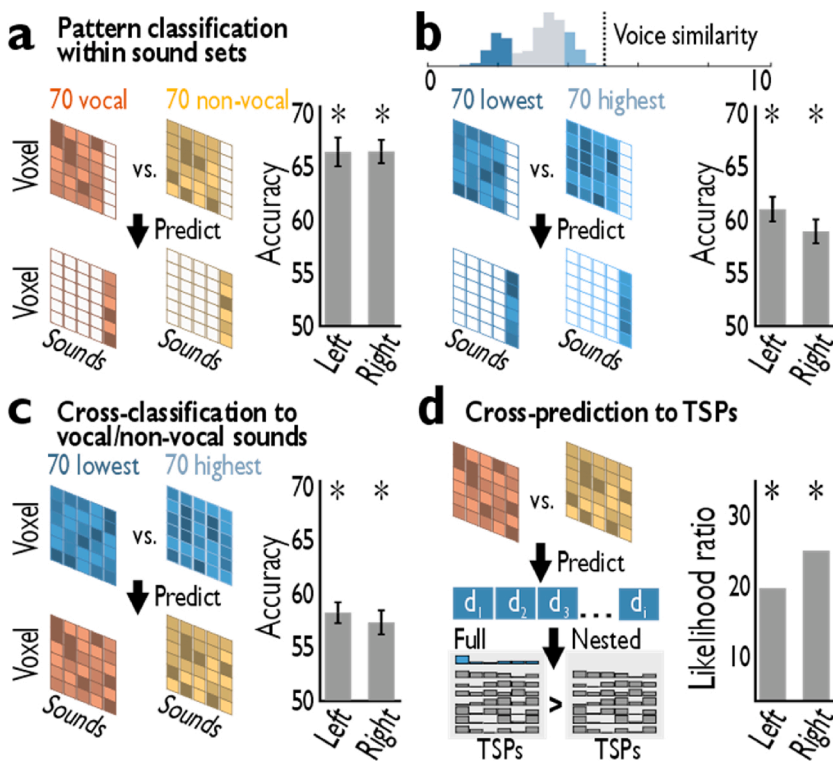 a Pattern classification
within sound sets
70 vocal 70 non-vocal
Voxel vs.
Predict
Voxel
Sounds
Accuracy
70
65
60
55
50
* *
Left Right
b
Voice similarity
0 10
70 lowest 70 highest
Voxel vs.
Predict
Voxel
Sounds
Accuracy
70
65
60
55
50
* *
Left Right
c Cross-classification to
vocal/non-vocal sounds
70 lowest 70 highest
Voxel vs.
Predict
Voxel
Sounds
Accuracy
70
65
60
55
50
* *
Left Right
d Cross-prediction to TSPs
vs.
Predict
d1 d2 d3 ... di
Full Nested
>
TSPs TSPs
Likelihood ratio
30
20
10
* *
Left Right